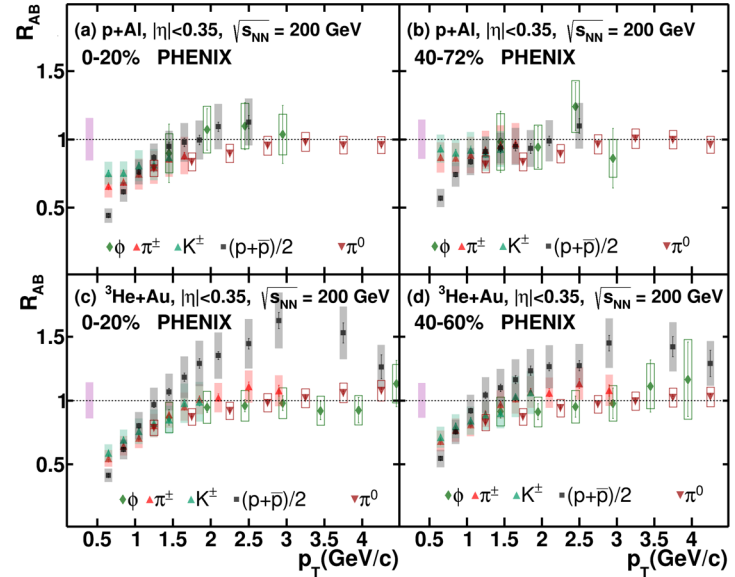 R_AB
(a) p+Al, |η|<0.35, √s_NN = 200 GeV
0-20% PHENIX
1.5
1
0.5
ϕ π± K± (p+p̅)/2 π⁰
(b) p+Al, |η|<0.35, √s_NN = 200 GeV
40-72% PHENIX
ϕ π± K± (p+p̅)/2 π⁰
R_AB
(c) ³He+Au, |η|<0.35, √s_NN = 200 GeV
0-20% PHENIX
1.5
1
0.5
ϕ π± K± (p+p̅)/2 π⁰
0.5 1 1.5 2 2.5 3 3.5 4
p_T(GeV/c)
(d) ³He+Au, |η|<0.35, √s_NN = 200 GeV
40-60% PHENIX
ϕ π± K± (p+p̅)/2 π⁰
0.5 1 1.5 2 2.5 3 3.5 4
p_T(GeV/c)